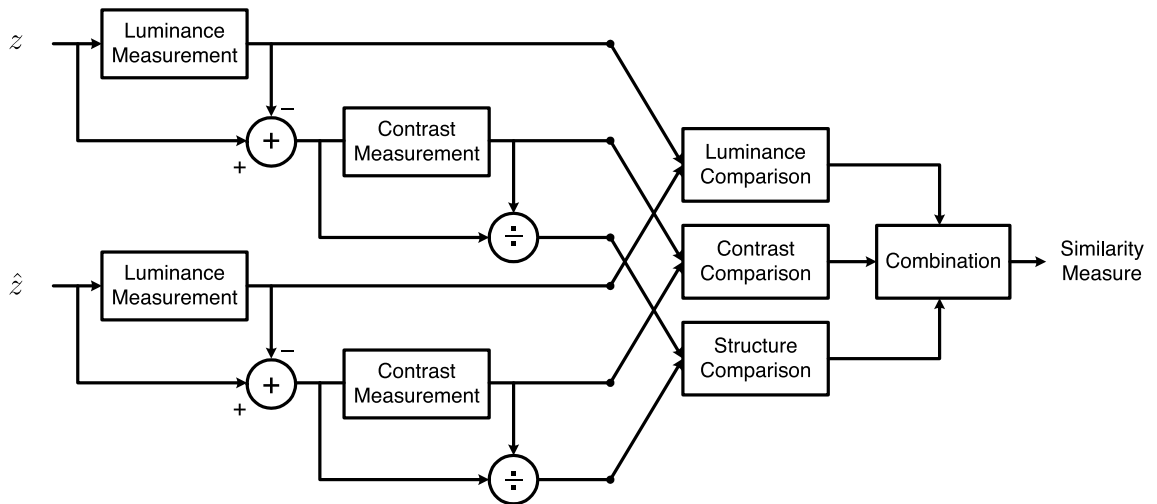 z
Luminance
Measurement
−
+
+
Contrast
Measurement
÷
Luminance
Comparison
ẑ
Luminance
Measurement
−
+
+
Contrast
Measurement
÷
Contrast
Comparison
Structure
Comparison
Combination
Similarity
Measure